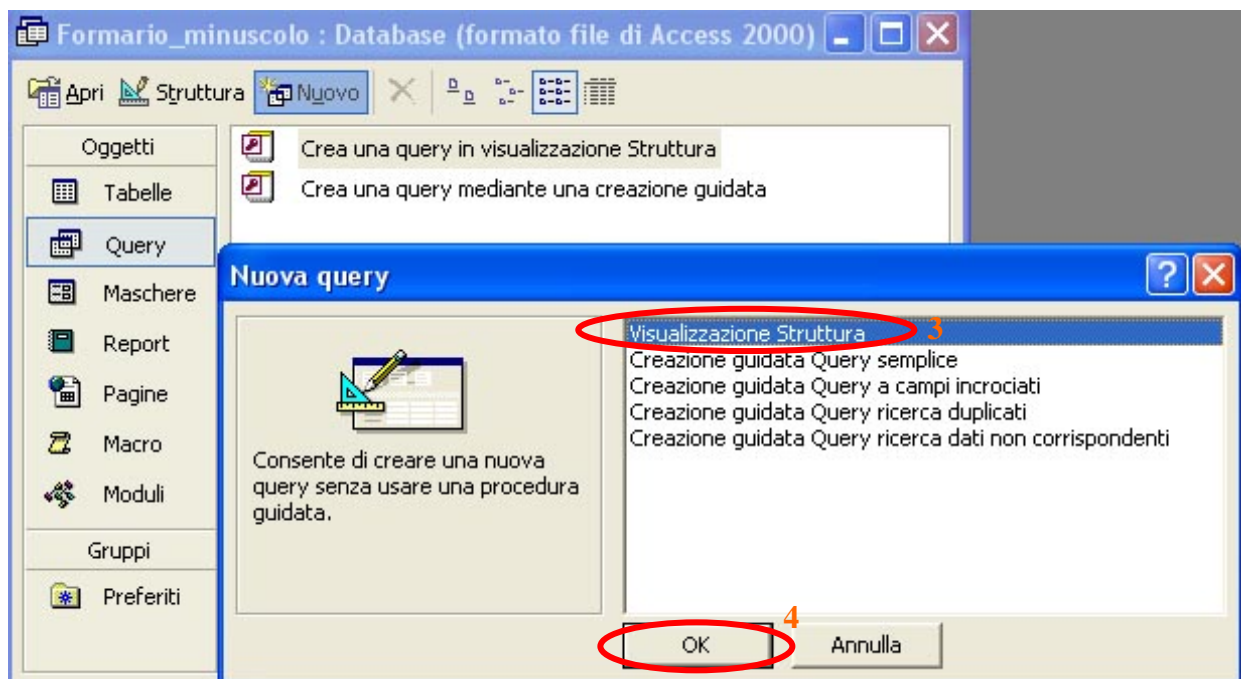 Formario_minuscolo : Database (formato file di Access 2000)
Apri Struttura Nuovo
Oggetti
Tabelle
Query
Maschere
Report
Pagine
Macro
Moduli
Gruppi
Preferiti
Crea una query in visualizzazione Struttura
Crea una query mediante una creazione guidata
Nuova query
Consente di creare una nuova
query senza usare una procedura
guidata.
Visualizzazione Struttura 3
Creazione guidata Query semplice
Creazione guidata Query a campi incrociati
Creazione guidata Query ricerca duplicati
Creazione guidata Query ricerca dati non corrispondenti
4
OK Annulla